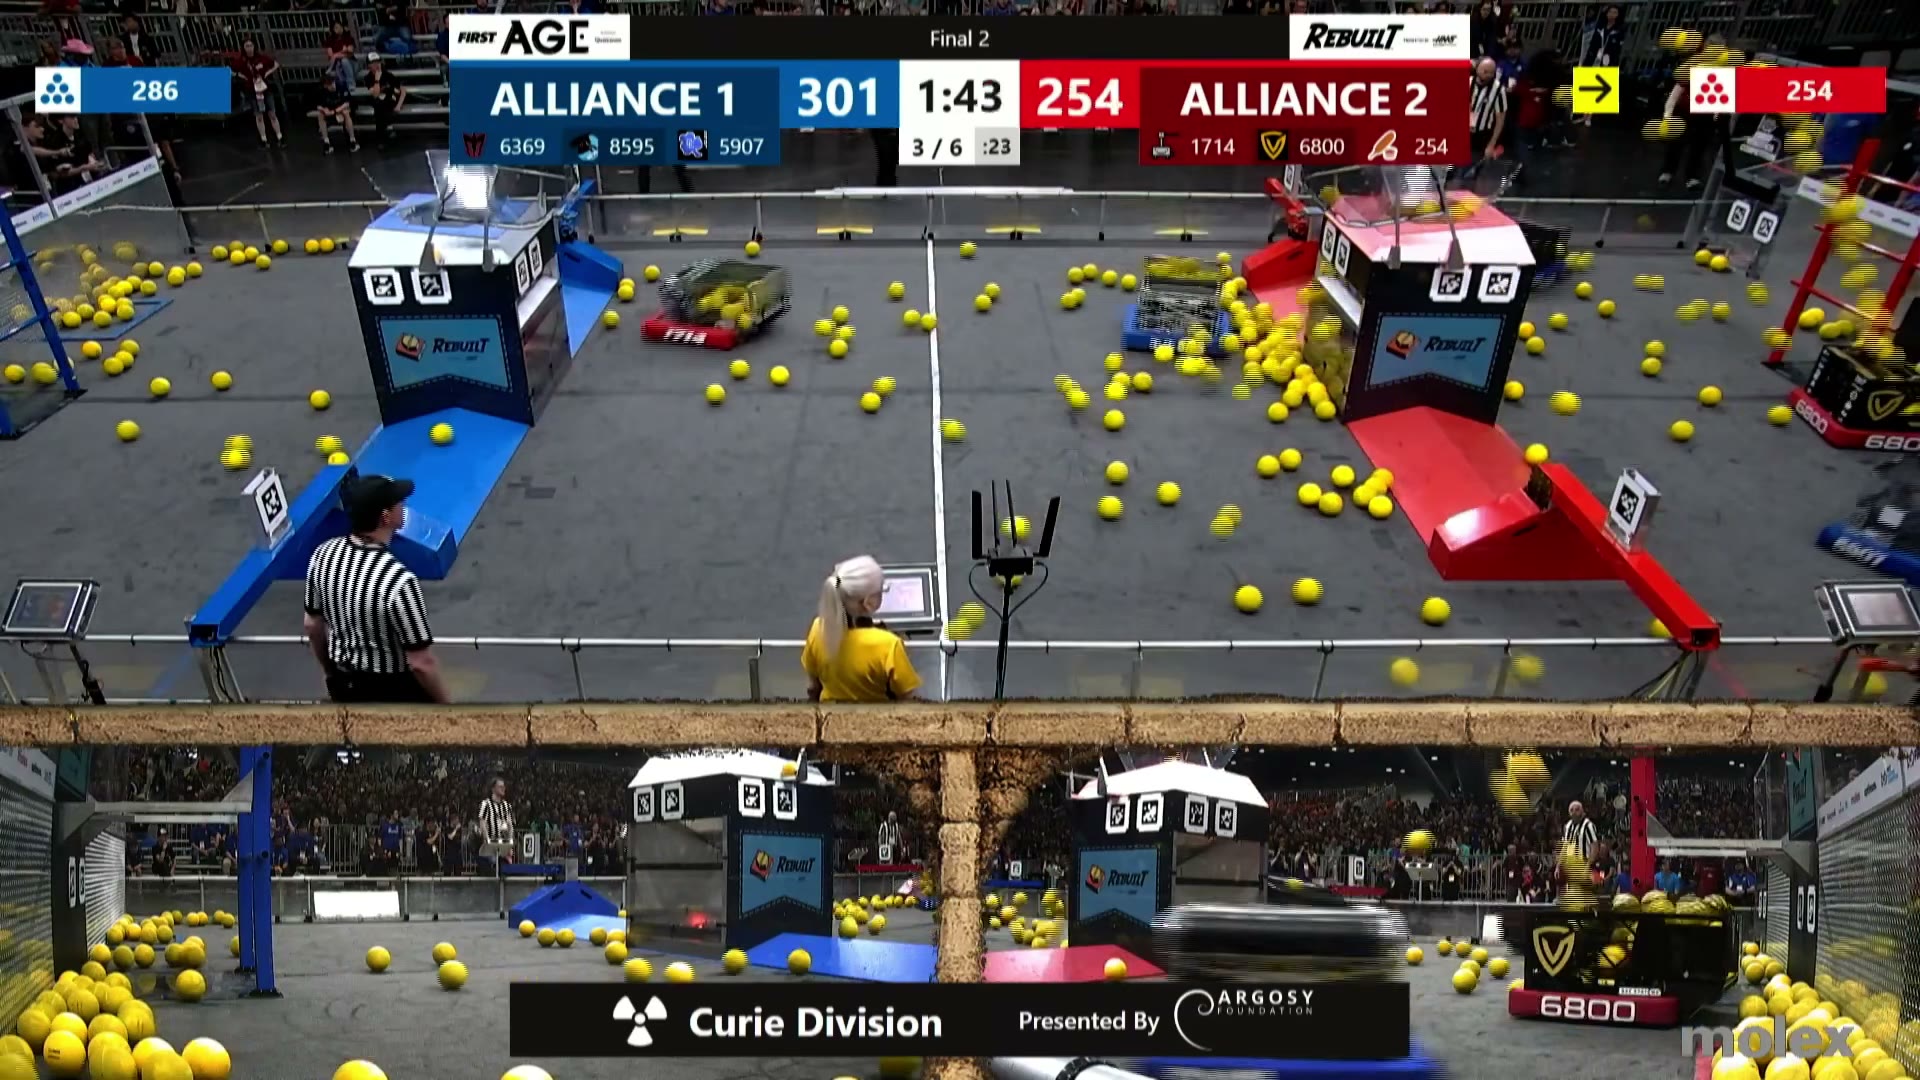 FIRST AGE
Final 2
REBUILT
286
ALLIANCE 1
301
1:43
254
ALLIANCE 2
254
6369
8595
5907
3 / 6
:23
1714
6800
254
REBUILT
1714
REBUILT
6800
680
REBUILT
REBUILT
6800
Curie Division
Presented By
ARGOSY
FOUNDATION
molex